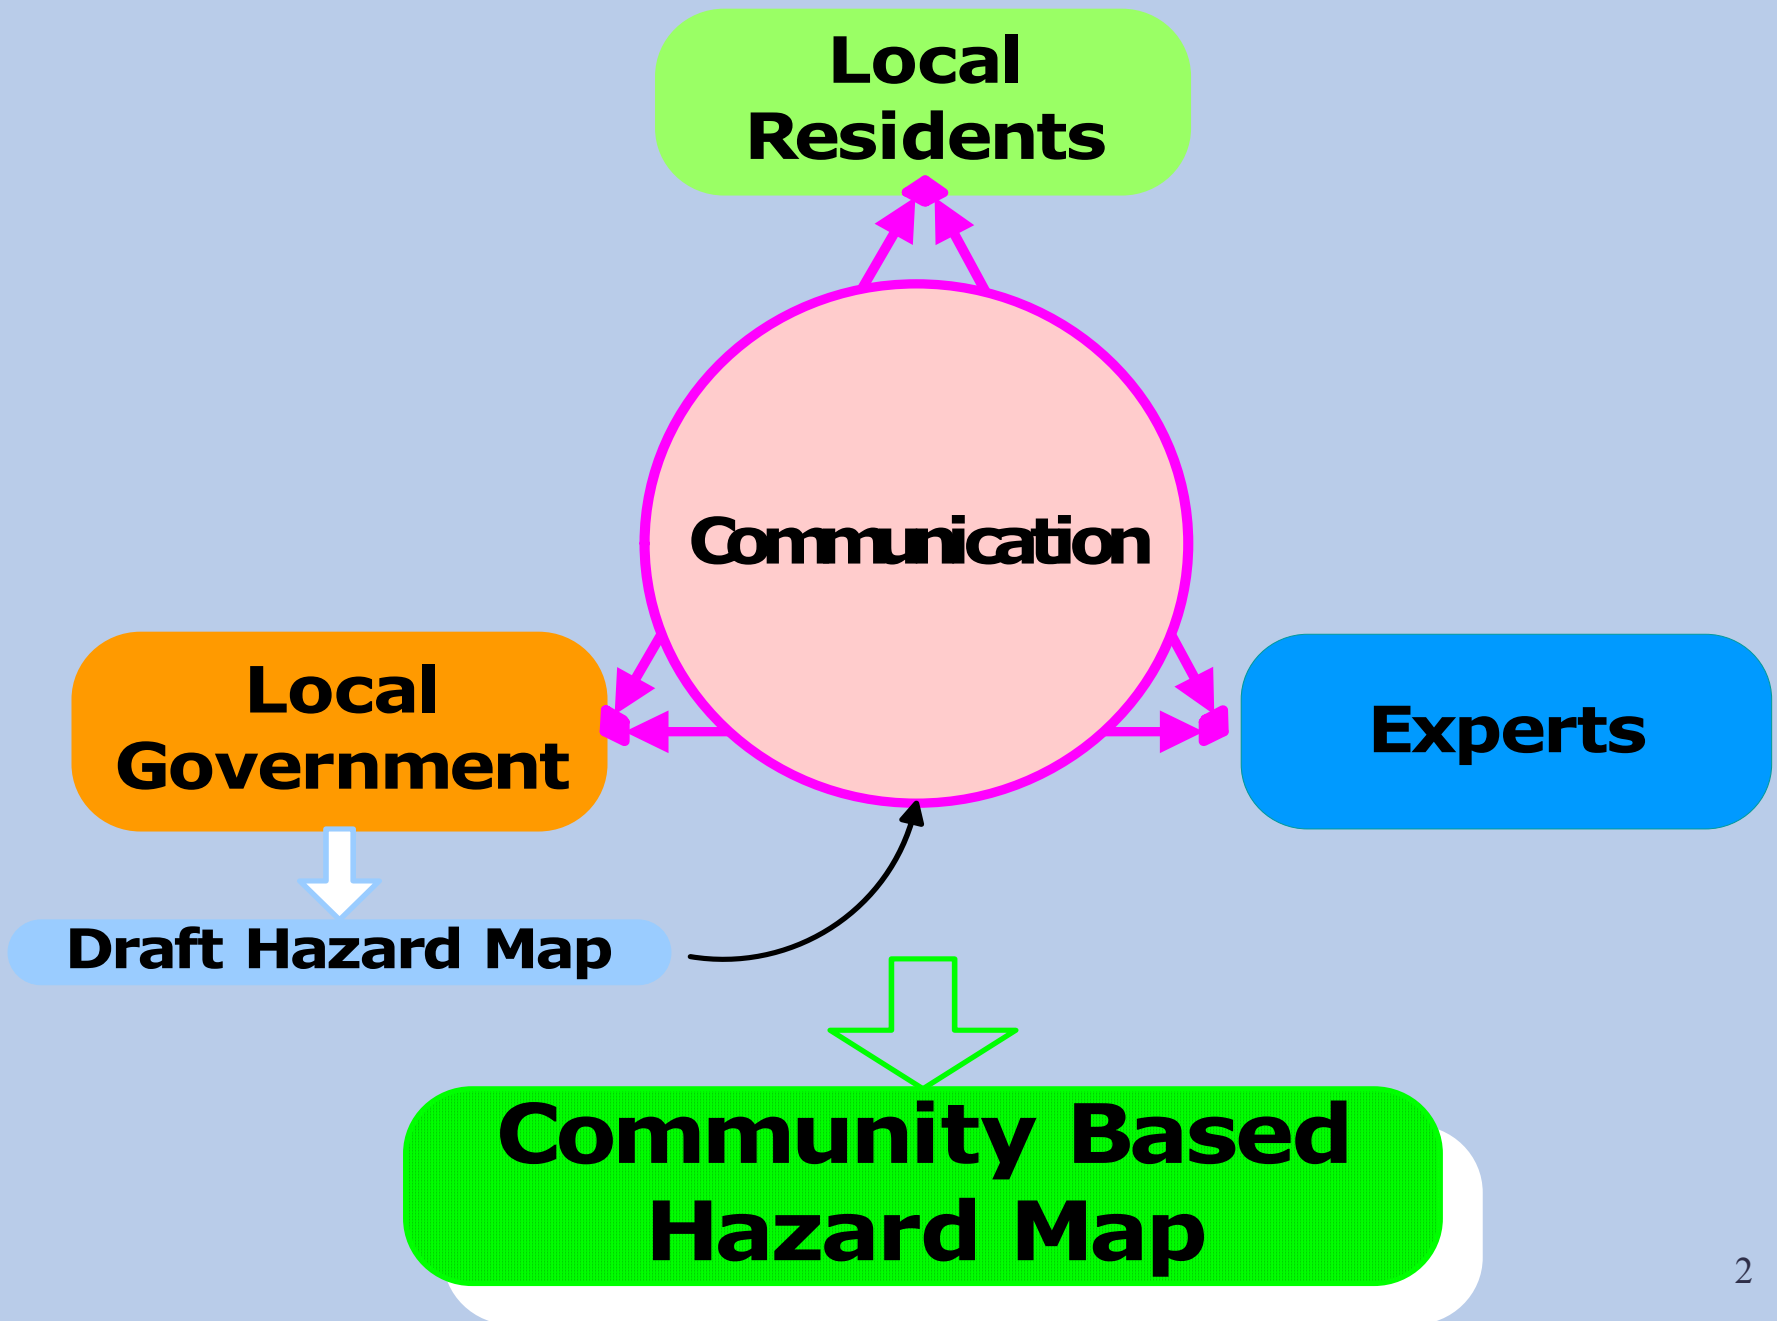 Local
Residents
Communication
Local
Government
Experts
Draft Hazard Map
Community Based
Hazard Map
2